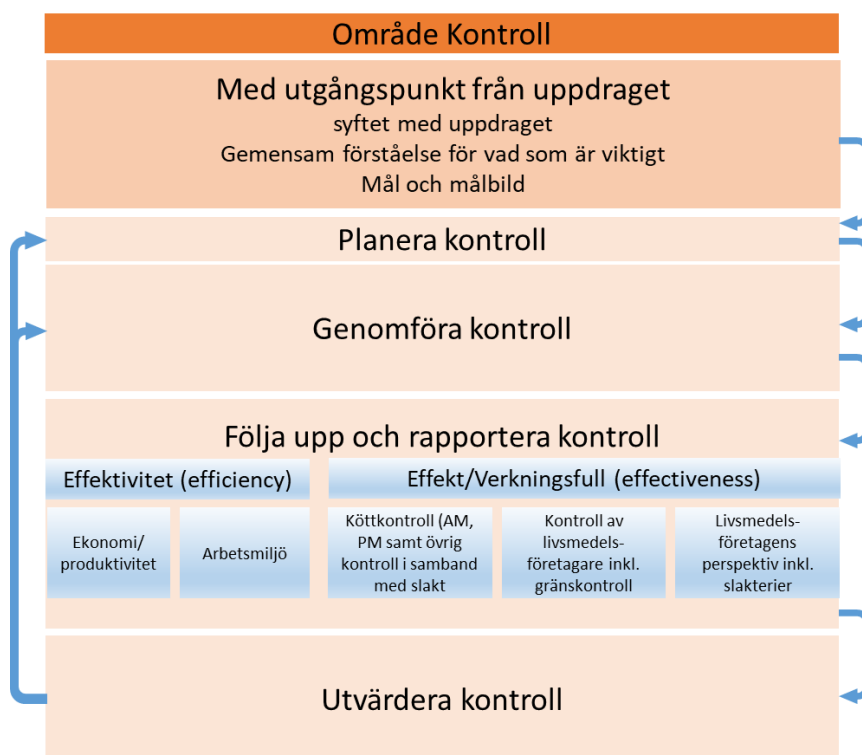 Område Kontroll
Med utgångspunkt från uppdraget
syftet med uppdraget
Gemensam förståelse för vad som är viktigt
Mål och målbild
Planera kontroll
Genomföra kontroll
Följa upp och rapportera kontroll
Effektivitet (efficiency)
Effekt/Verkningsfull (effectiveness)
Ekonomi/
produktivitet
Arbetsmiljö
Köttkontroll (AM,
PM samt övrig
kontroll i samband
med slakt
Kontroll av
livsmedels-
företagare inkl.
gränskontroll
Livsmedels-
företagens
perspektiv inkl.
slakterier
Utvärdera kontroll